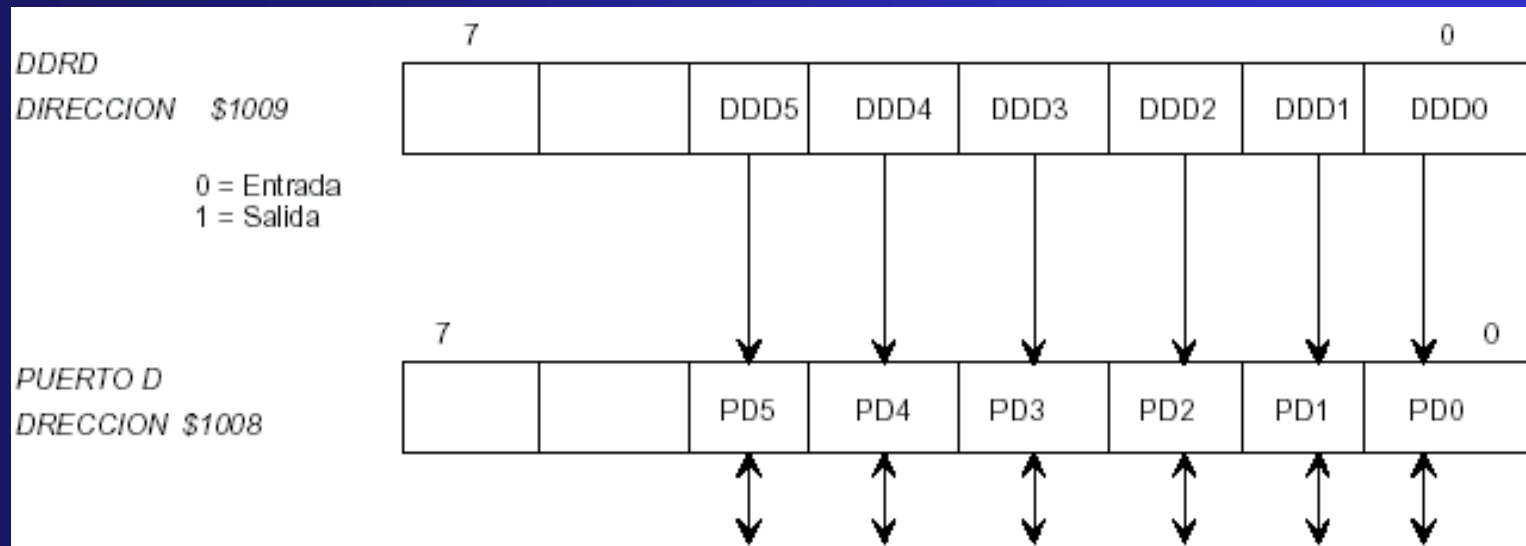 7 0
DDRD
DIRECCION $1009
DDD5 DDD4 DDD3 DDD2 DDD1 DDD0
0 = Entrada
1 = Salida
7 0
PUERTO D
DRECCION $1008
PD5 PD4 PD3 PD2 PD1 PD0